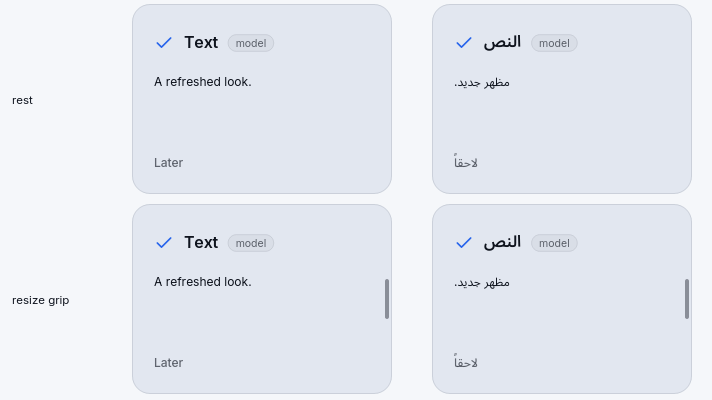 Text model
A refreshed look.
Later
النص model
مظهر جديد.
لاحقاً
rest
Text model
A refreshed look.
Later
النص model
مظهر جديد.
لاحقاً
resize grip